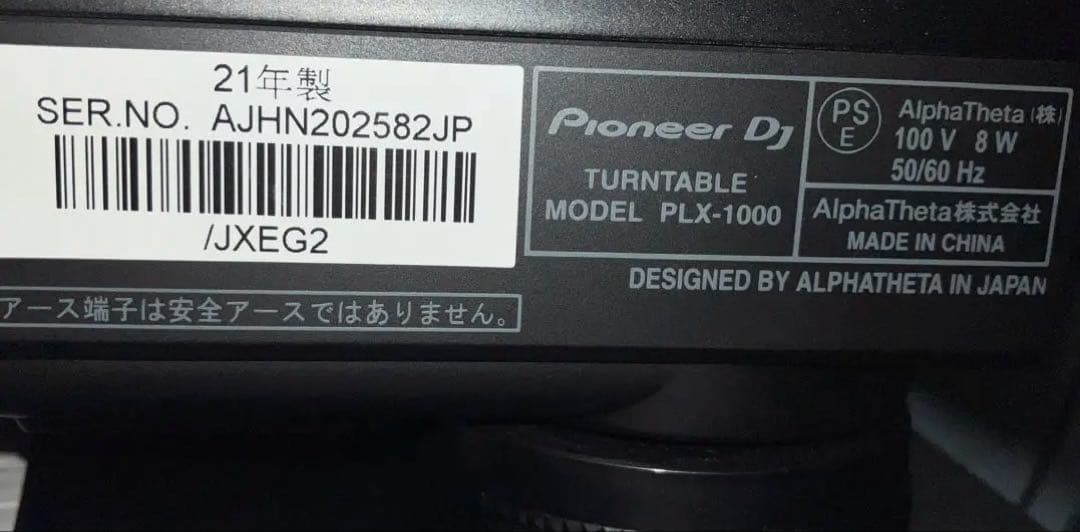 21年製
SER.NO. AJHN202582JP
/JXEG2
アース端子は安全アースではありません。
Pioneer Dj
TURNTABLE
MODEL PLX-1000
PS
E
AlphaTheta(株)
100 V 8 W
50/60 Hz
AlphaTheta株式会社
MADE IN CHINA
DESIGNED BY ALPHATHETA IN JAPAN